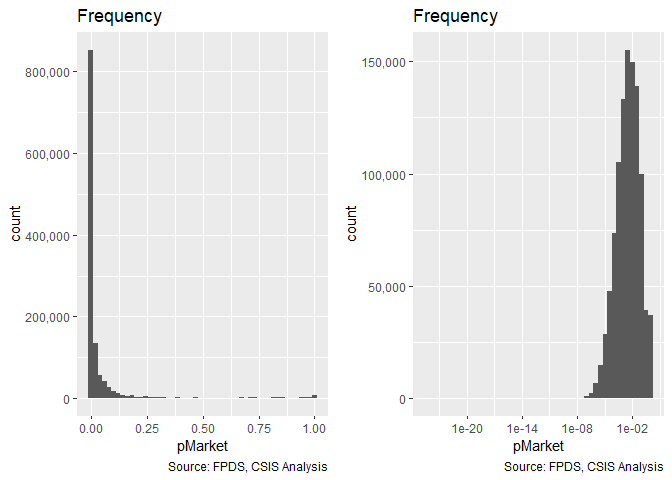 Frequency
800,000
600,000
400,000
200,000
0
count
0.00 0.25 0.50 0.75 1.00
pMarket
Source: FPDS, CSIS Analysis
Frequency
150,000
100,000
50,000
0
count
1e-20 1e-14 1e-08 1e-02
pMarket
Source: FPDS, CSIS Analysis